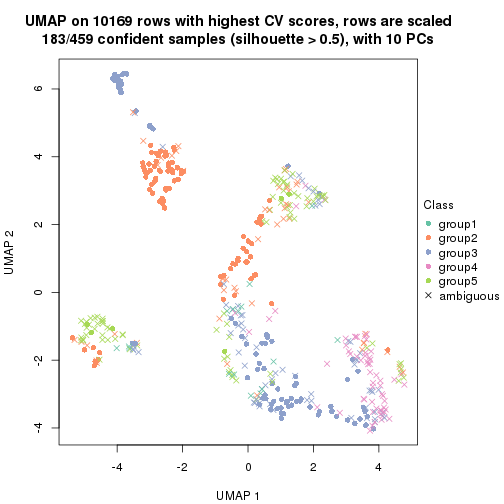 UMAP on 10169 rows with highest CV scores, rows are scaled
183/459 confident samples (silhouette > 0.5), with 10 PCs
UMAP 2
6
4
2
0
-2
-4
-4
-2
0
2
4
UMAP 1
Class
group1
group2
group3
group4
group5
ambiguous